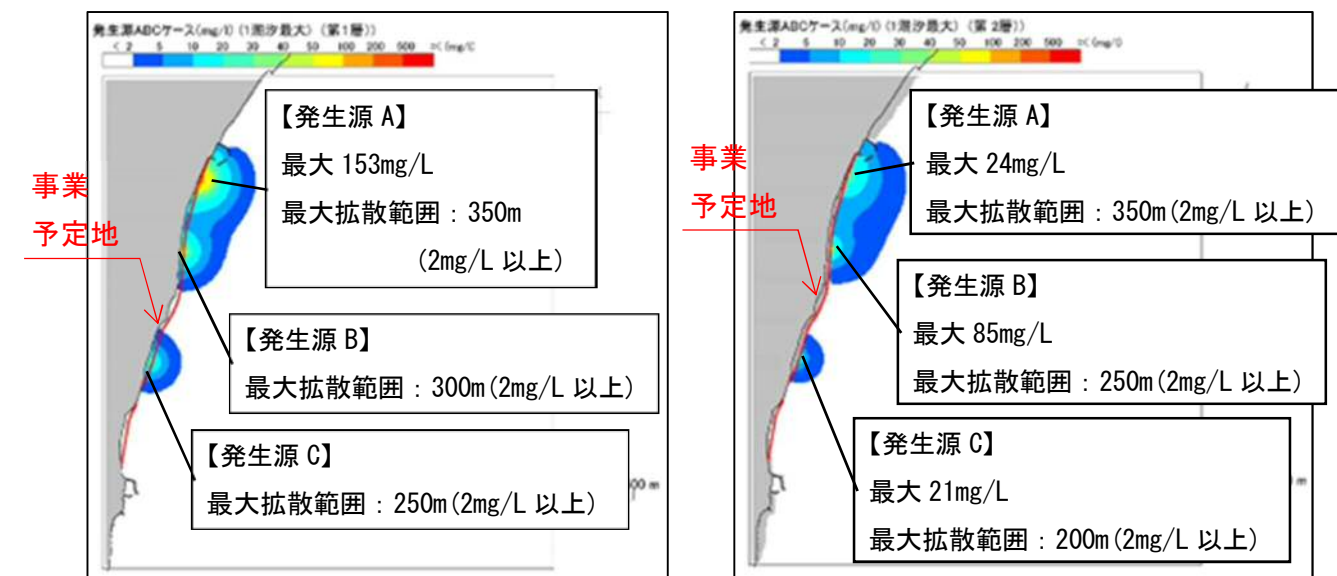 発生源ABCケース(mg/l) (1潮汐最大) (第1層))
< 2 5 10 20 30 40 50 100 200 500 =< (mg/l)
【発生源 A】
最大 153mg/L
最大拡散範囲：350m
(2mg/L 以上)
事業
予定地
【発生源 B】
最大拡散範囲：300m(2mg/L 以上)
【発生源 C】
最大拡散範囲：250m(2mg/L 以上)
発生源ABCケース(mg/l) (1潮汐最大) (第 2層))
< 2 5 10 20 30 40 50 100 200 500 =< (mg/l)
【発生源 A】
最大 24mg/L
最大拡散範囲：350m(2mg/L 以上)
事業
予定地
【発生源 B】
最大 85mg/L
最大拡散範囲：250m(2mg/L 以上)
【発生源 C】
最大 21mg/L
最大拡散範囲：200m(2mg/L 以上)